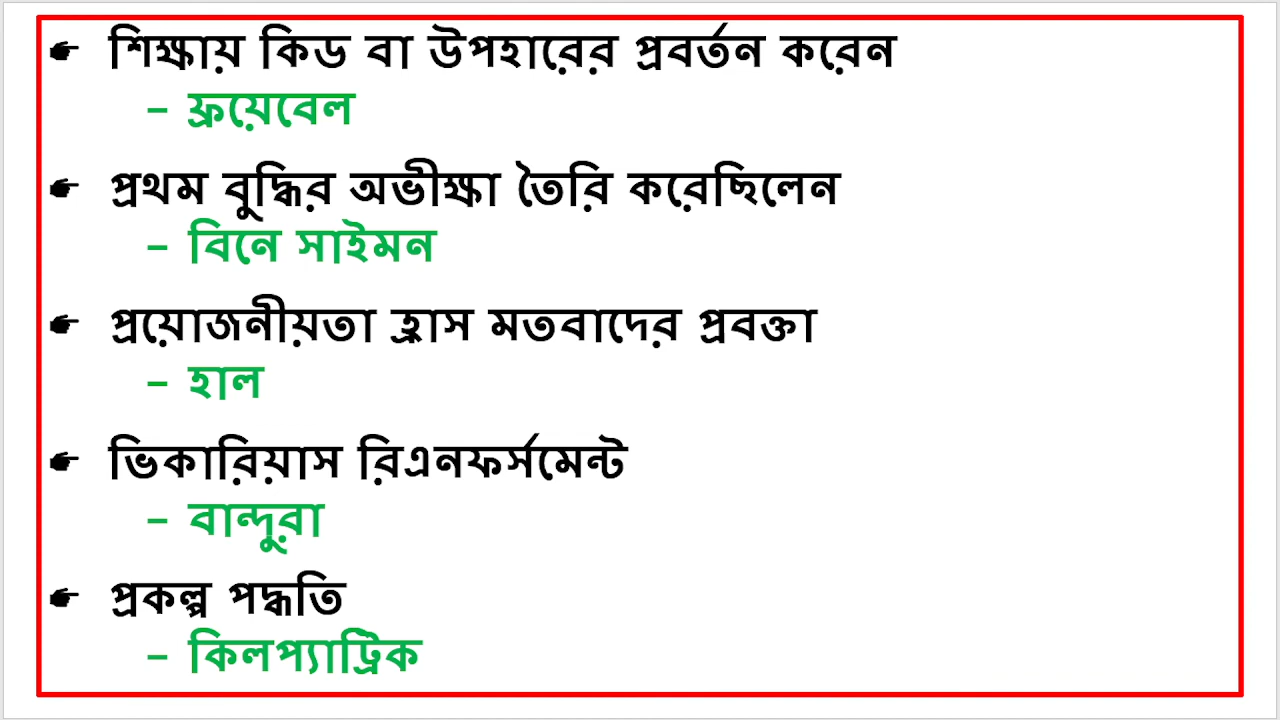 ☛ শিক্ষায় কিড বা উপহারের প্রবর্তন করেন
– ফ্রয়েবেল
☛ প্রথম বুদ্ধির অভীক্ষা তৈরি করেছিলেন
– বিনে সাইমন
☛ প্রয়োজনীয়তা হ্রাস মতবাদের প্রবক্তা
– হাল
☛ ভিকারিয়াস রিএনফর্সমেন্ট
– বান্দুরা
☛ প্রকল্প পদ্ধতি
– কিলপ্যাট্রিক